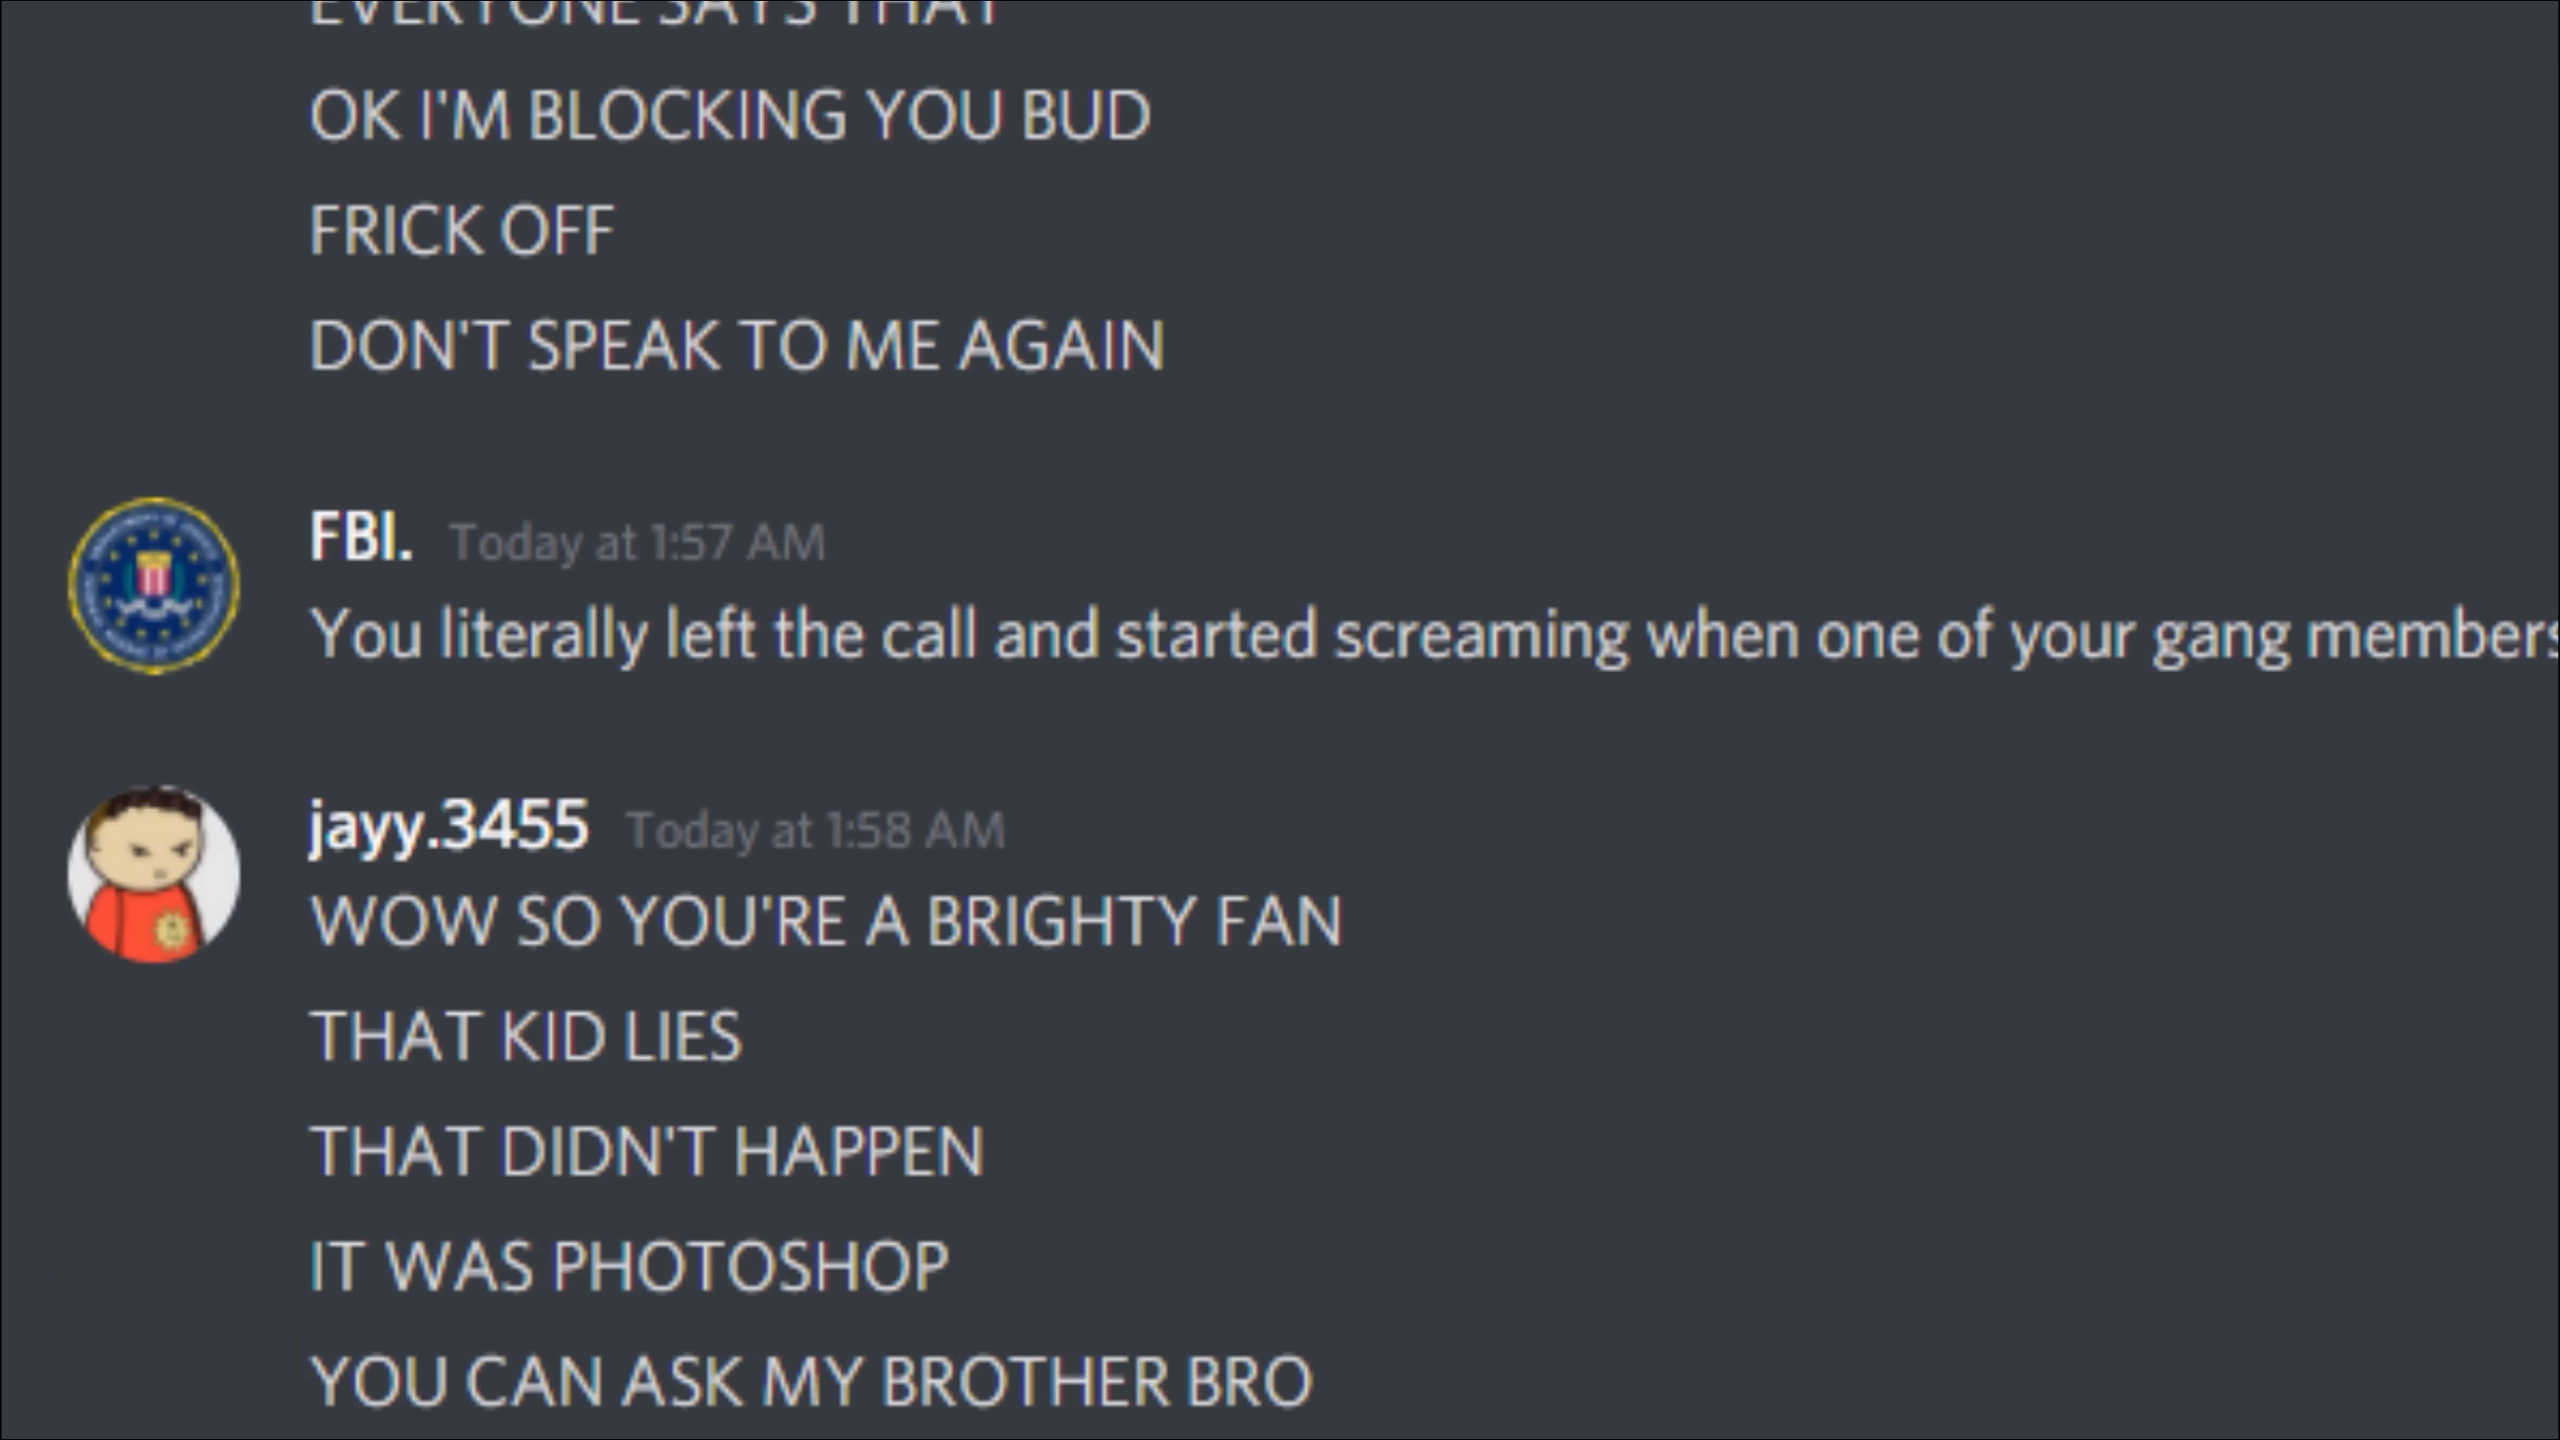 EVERYONE SAYS THAT
OK I'M BLOCKING YOU BUD
FRICK OFF
DON'T SPEAK TO ME AGAIN
FBI. Today at 1:57 AM
You literally left the call and started screaming when one of your gang members
jayy.3455 Today at 1:58 AM
WOW SO YOU'RE A BRIGHTY FAN
THAT KID LIES
THAT DIDN'T HAPPEN
IT WAS PHOTOSHOP
YOU CAN ASK MY BROTHER BRO